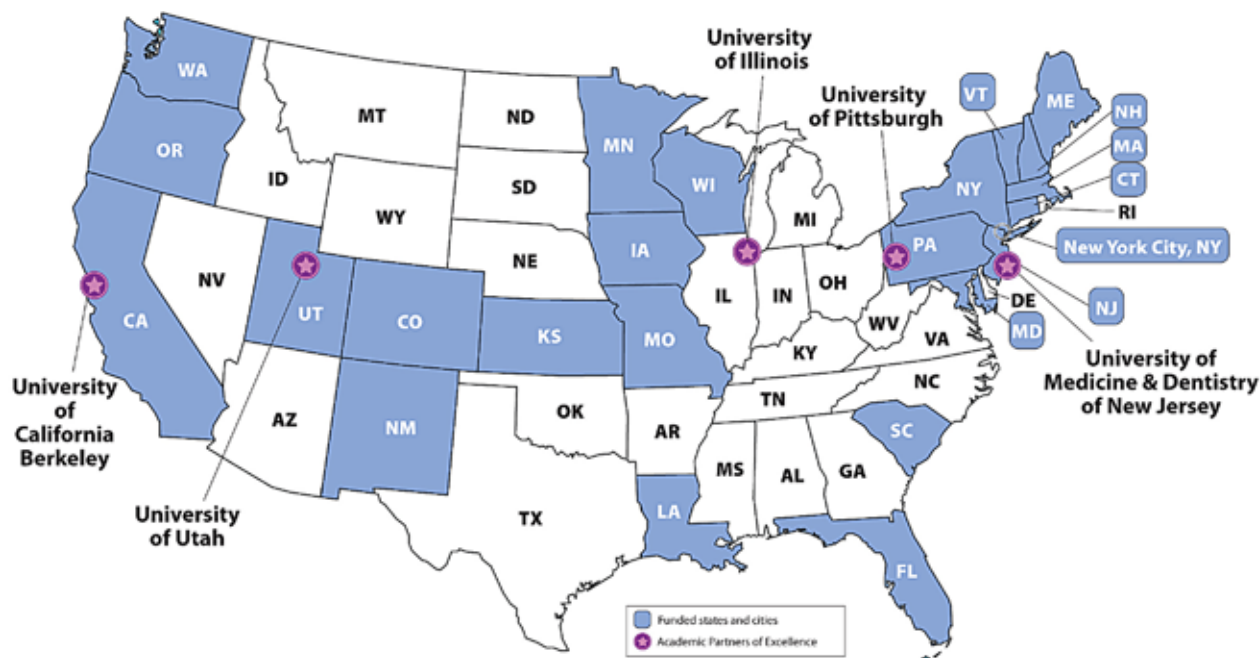 University
of Illinois
University
of Pittsburgh
WA
MT
ND
MN
VT
ME
NH
MA
CT
RI
OR
ID
SD
WI
NY
WY
MI
New York City, NY
IA
PA
NE
NV
OH
IL
IN
DE
NJ
MD
CA
UT
CO
KS
MO
WV
VA
KY
University of
Medicine & Dentistry
of New Jersey
University
of
California
Berkeley
NC
TN
AZ
NM
OK
AR
SC
MS
AL
GA
University
of Utah
TX
LA
FL
Funded states and cities
Academic Partners of Excellence